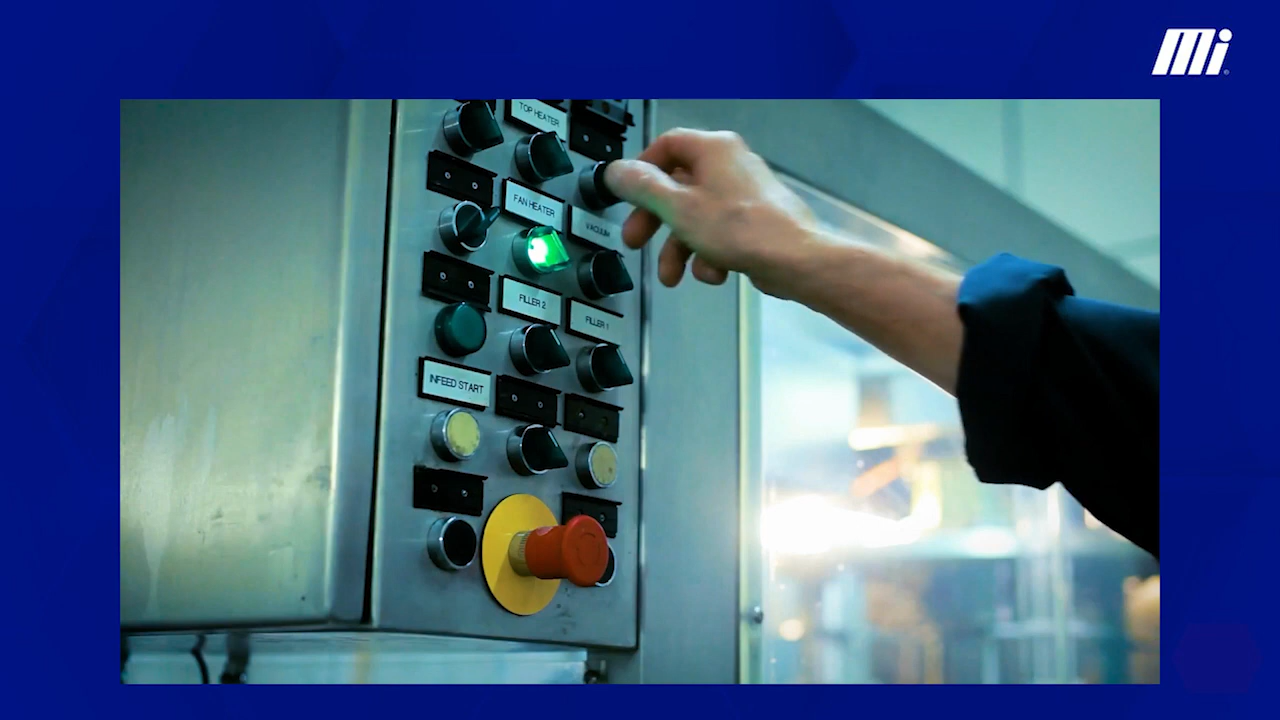 Mi
TOP HEATER
FAN HEATER
VACUUM
FILLER 2
FILLER 1
INFEED START